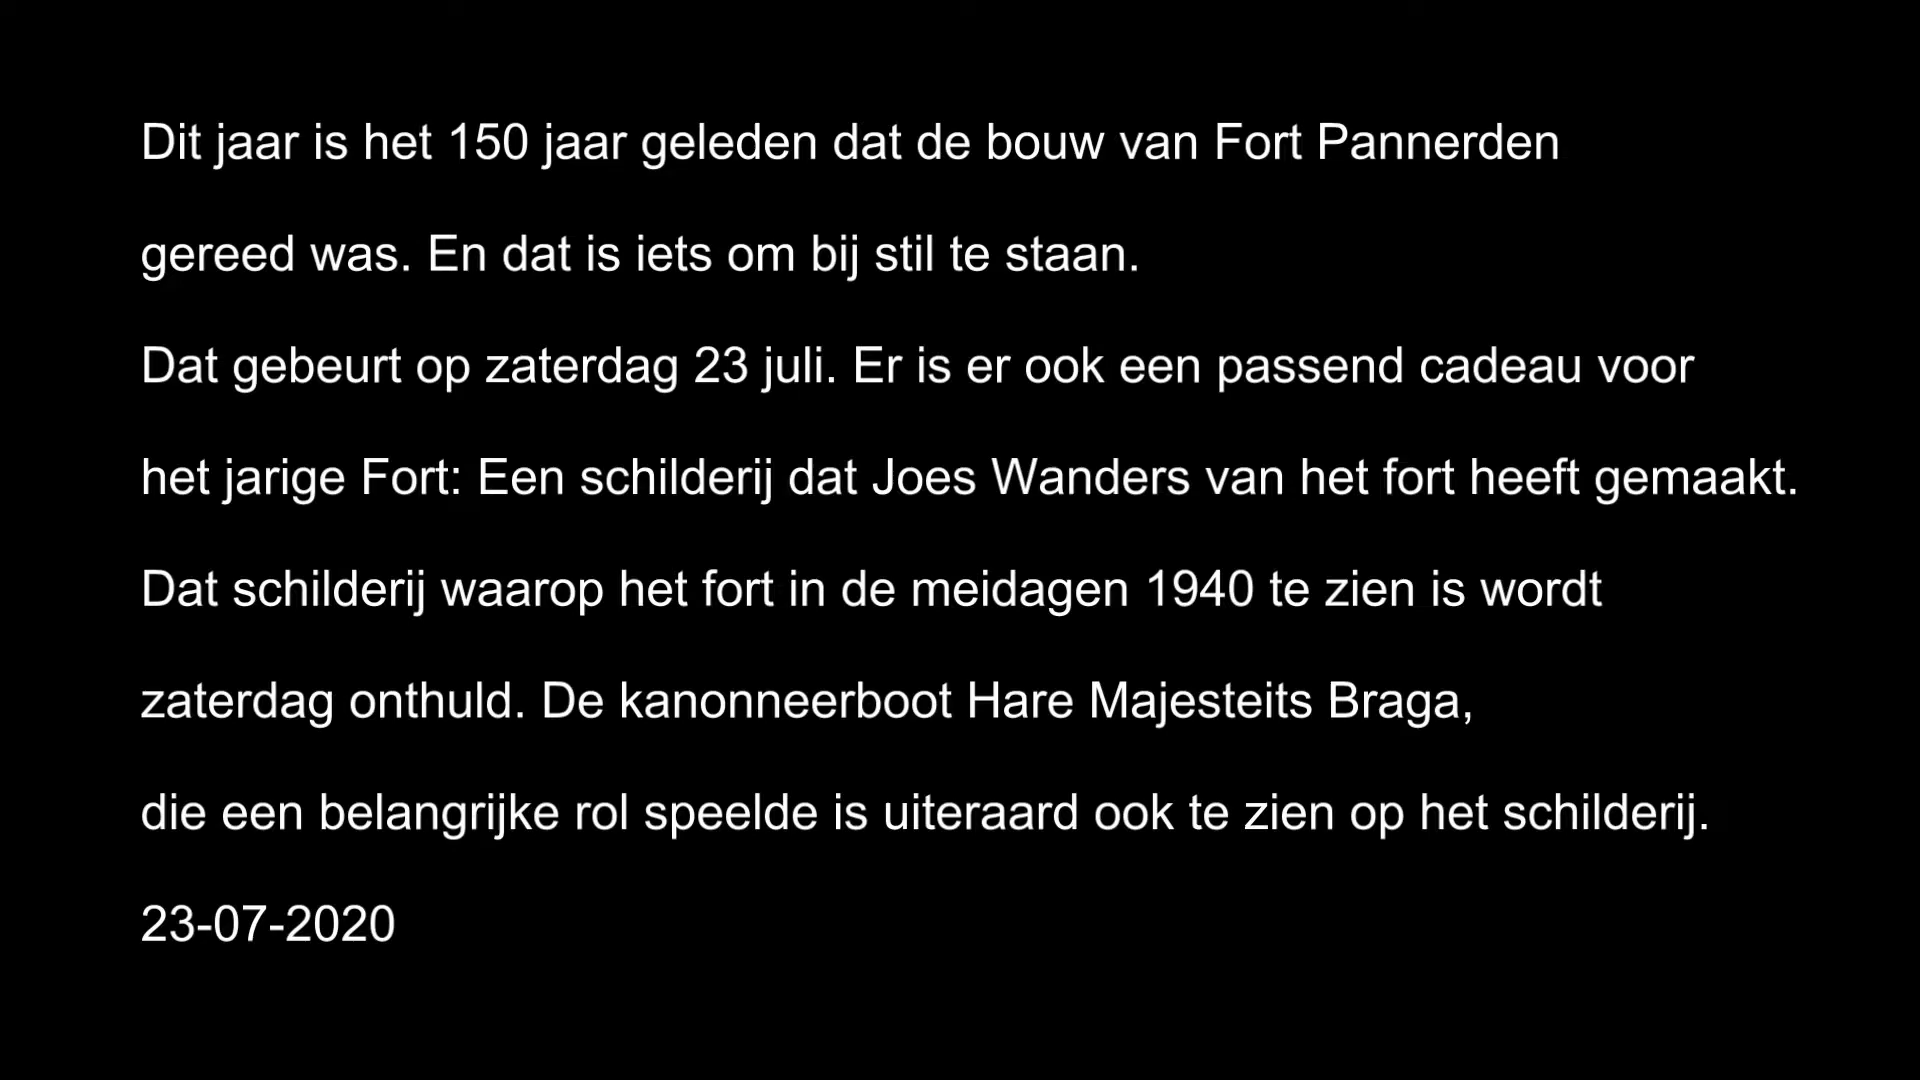 Dit jaar is het 150 jaar geleden dat de bouw van Fort Pannerden
gereed was. En dat is iets om bij stil te staan.
Dat gebeurt op zaterdag 23 juli. Er is er ook een passend cadeau voor
het jarige Fort: Een schilderij dat Joes Wanders van het fort heeft gemaakt.
Dat schilderij waarop het fort in de meidagen 1940 te zien is wordt
zaterdag onthuld. De kanonneerboot Hare Majesteits Braga,
die een belangrijke rol speelde is uiteraard ook te zien op het schilderij.
23-07-2020